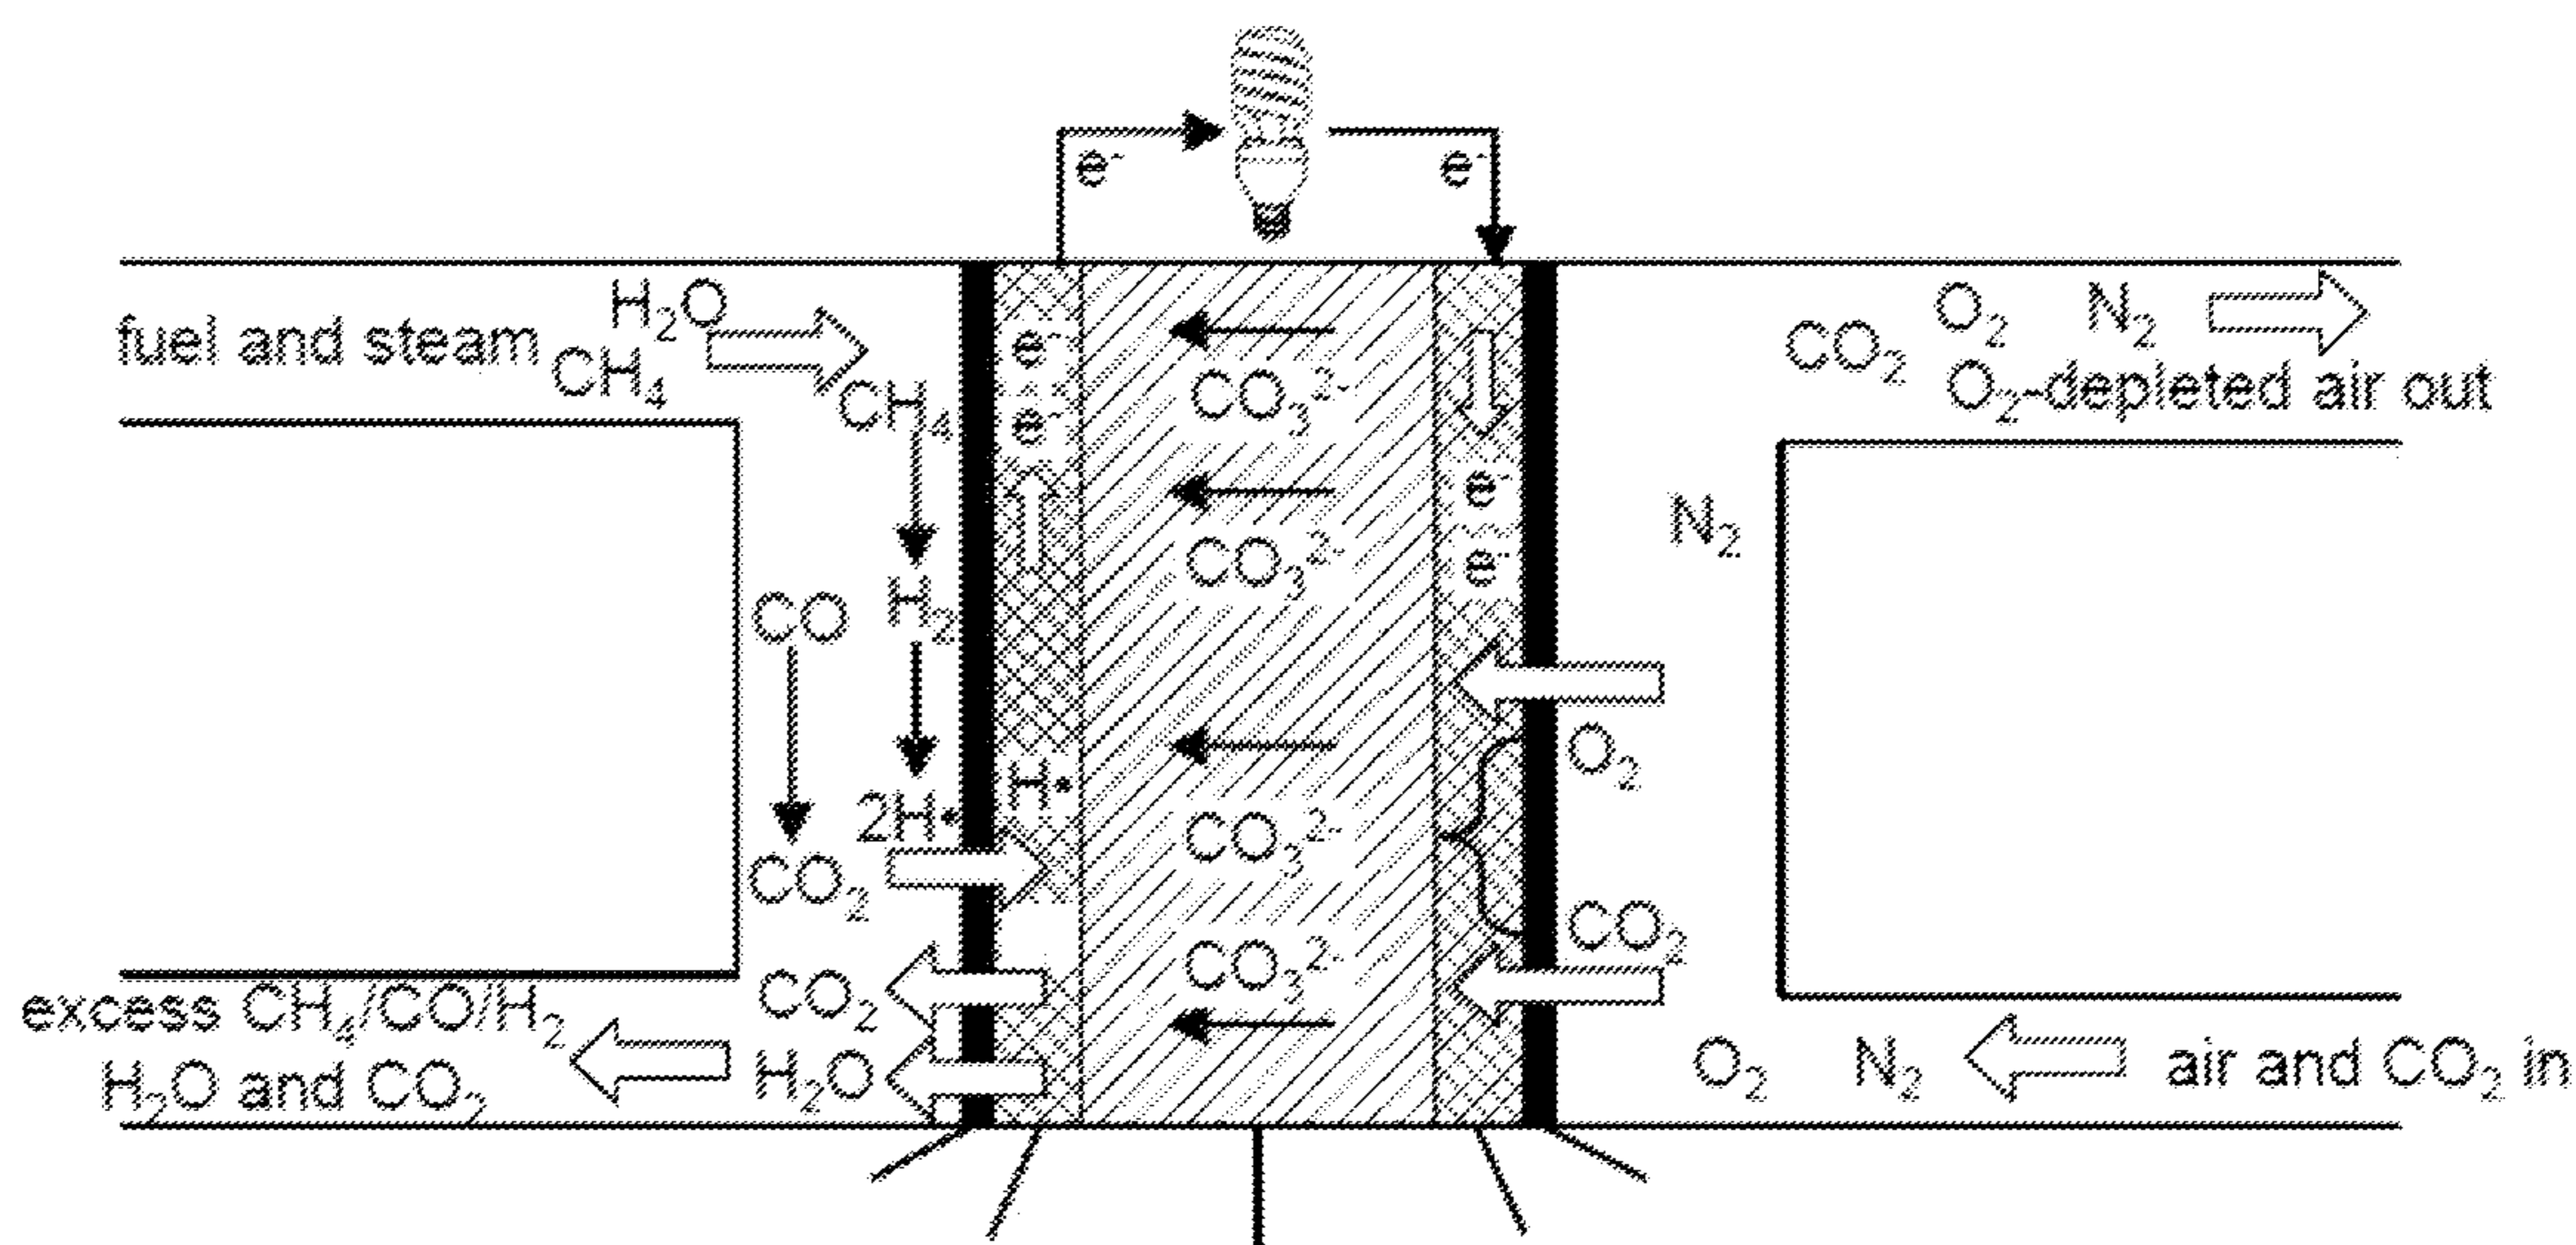 e⁻ e⁻
H₂O
fuel and steam
CH₄
CH₄
CO
H₂
2H•
CO₂
CO₂
H₂O
excess CH₄/CO/H₂
H₂O and CO₂
e⁻
e⁻
H•
CO₃²⁻
CO₃²⁻
CO₃²⁻
CO₃²⁻
e⁻
e⁻
CO₂ O₂ N₂
O₂-depleted air out
N₂
O₂
CO₂
O₂ N₂ air and CO₂ in